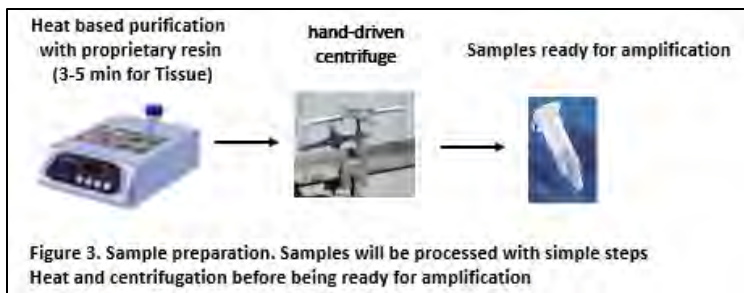 Heat based purification
with proprietary resin
(3-5 min for Tissue)
hand-driven
centrifuge
Samples ready for amplification
Figure 3. Sample preparation. Samples will be processed with simple steps
Heat and centrifugation before being ready for amplification